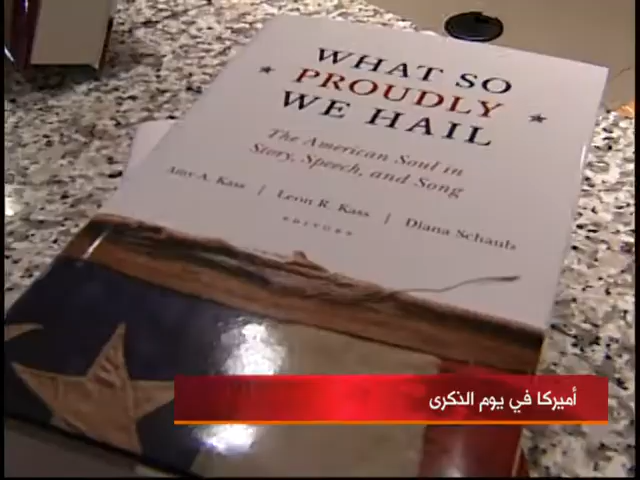 WHAT SO
PROUDLY
WE HAIL
The American Soul in
Story, Speech, and Song
Amy A. Kass / Leon R. Kass / Diana Schaub
EDITORS
أميركا في يوم الذكرى